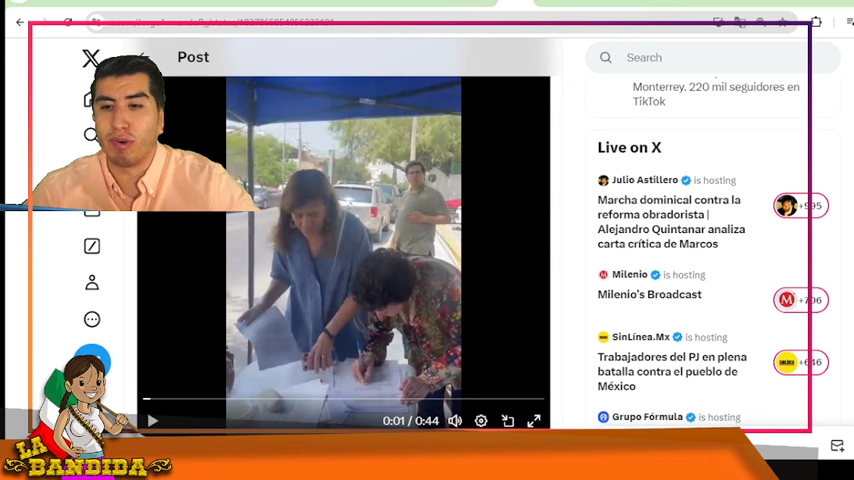 Post
Search
Monterrey. 220 mil seguidores en
TikTok
Live on X
Julio Astillero is hosting
Marcha dominical contra la
reforma obradorista |
Alejandro Quintanar analiza
carta crítica de Marcos
+995
Milenio is hosting
Milenio's Broadcast
+706
SinLínea.Mx is hosting
Trabajadores del PJ en plena
batalla contra el pueblo de
México
+646
Grupo Fórmula is hosting
0:01 / 0:44
LA
BANDIDA